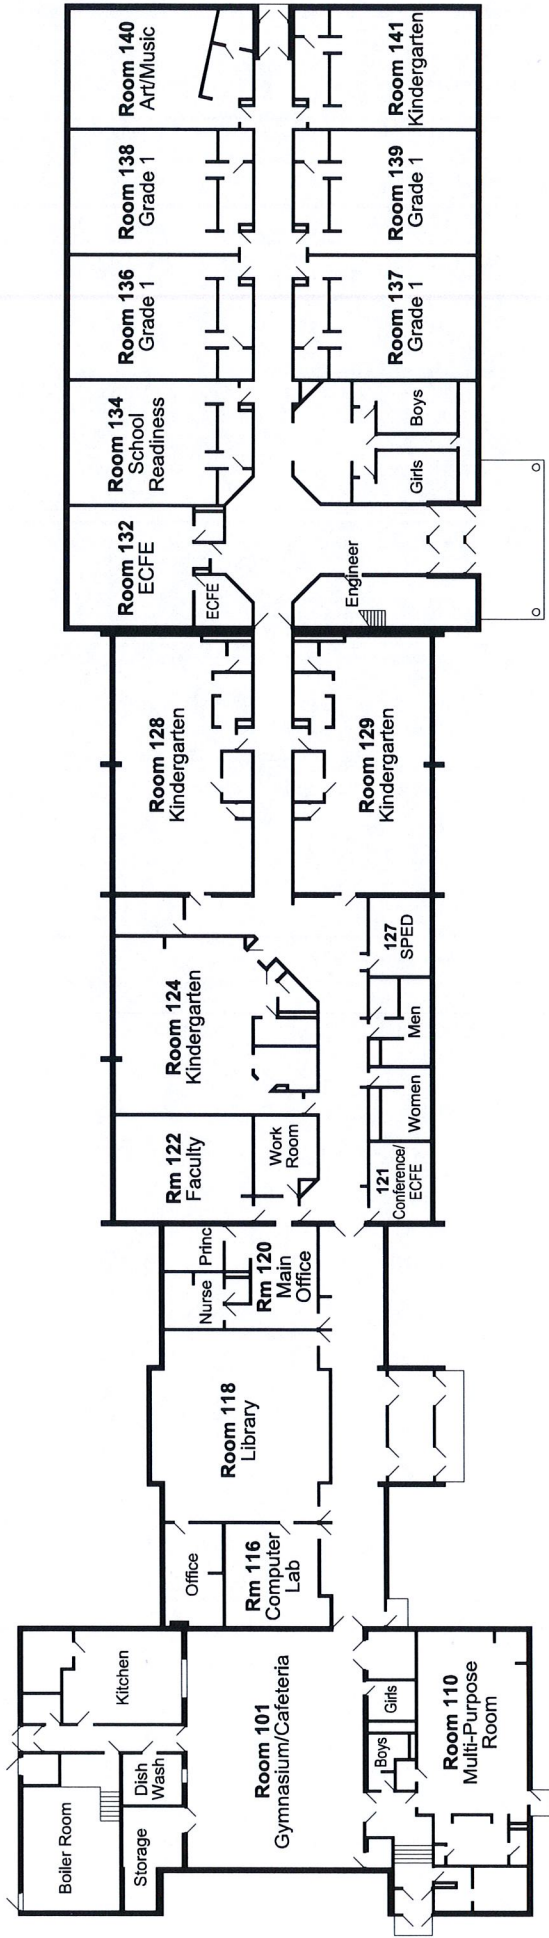 Room 140
Art/Music
Room 141
Kindergarten
Room 138
Grade 1
Room 139
Grade 1
Room 136
Grade 1
Room 137
Grade 1
Room 134
School
Readiness
Boys
Girls
Room 132
ECFE
ECFE
Engineer
Room 128
Kindergarten
Room 129
Kindergarten
127
SPED
Room 124
Kindergarten
Men
Women
Rm 122
Faculty
Work
Room
121
Conference/
ECFE
Princ
Nurse
Rm 120
Main
Office
Room 118
Library
Office
Rm 116
Computer
Lab
Kitchen
Dish
Wash
Boiler Room
Storage
Room 101
Gymnasium/Cafeteria
Girls
Boys
Room 110
Multi-Purpose
Room